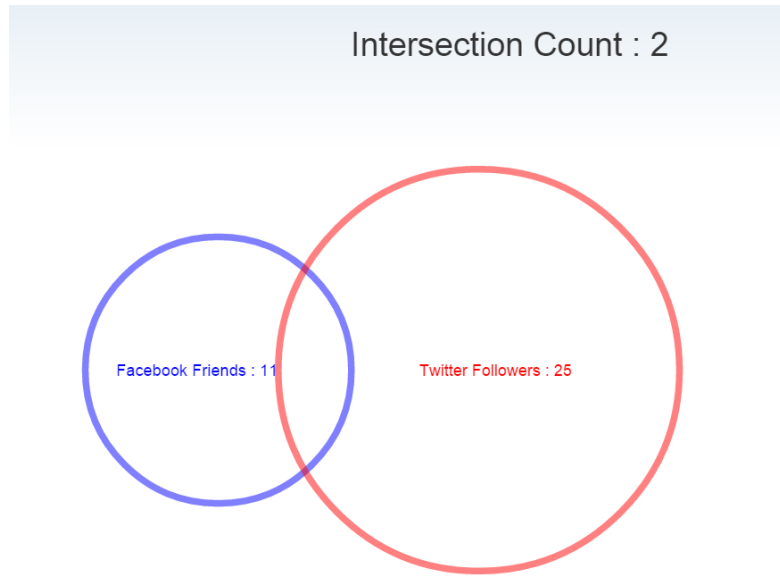 Intersection Count : 2
Facebook Friends : 11
Twitter Followers : 25